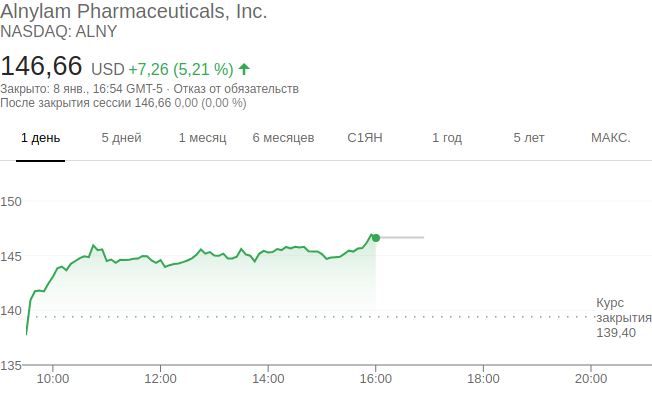 Alnylam Pharmaceuticals, Inc.
NASDAQ: ALNY
146,66 USD +7,26 (5,21 %)
Закрыто: 8 янв., 16:54 GMT-5 · Отказ от обязательств
После закрытия сессии 146,66 0,00 (0,00 %)
1 день 5 дней 1 месяц 6 месяцев С1ЯН 1 год 5 лет МАКС.
150
145
140
Курс
закрытия
139,40
135
10:00 12:00 14:00 16:00 18:00 20:00